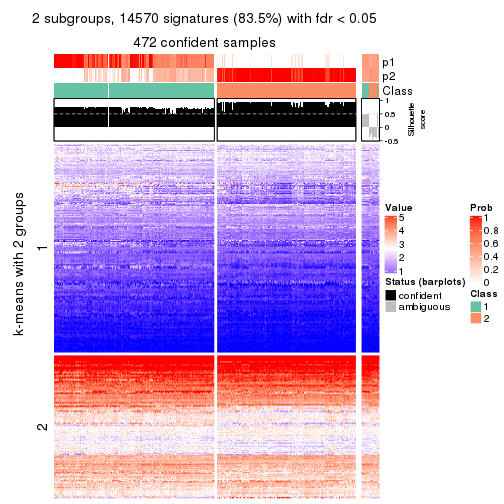 2 subgroups, 14570 signatures (83.5%) with fdr < 0.05
472 confident samples
p1
p2
Class
1
0.5
0
-0.5
Silhouette
score
k-means with 2 groups
1
2
Value
5
4
3
2
1
Prob
1
0.8
0.6
0.4
0.2
0
Status (barplots)
confident
ambiguous
Class
1
2